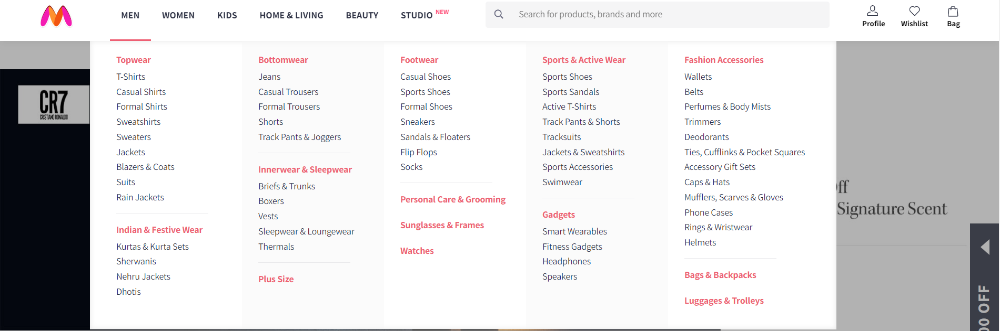 MEN
WOMEN
KIDS
HOME & LIVING
BEAUTY
STUDIO NEW
Search for products, brands and more
Profile
Wishlist
Bag
Topwear
T-Shirts
Casual Shirts
Formal Shirts
Sweatshirts
Sweaters
Jackets
Blazers & Coats
Suits
Rain Jackets
Indian & Festive Wear
Kurtas & Kurta Sets
Sherwanis
Nehru Jackets
Dhotis
Bottomwear
Jeans
Casual Trousers
Formal Trousers
Shorts
Track Pants & Joggers
Innerwear & Sleepwear
Briefs & Trunks
Boxers
Vests
Sleepwear & Loungewear
Thermals
Plus Size
Footwear
Casual Shoes
Sports Shoes
Formal Shoes
Sneakers
Sandals & Floaters
Flip Flops
Socks
Personal Care & Grooming
Sunglasses & Frames
Watches
Sports & Active Wear
Sports Shoes
Sports Sandals
Active T-Shirts
Track Pants & Shorts
Tracksuits
Jackets & Sweatshirts
Sports Accessories
Swimwear
Gadgets
Smart Wearables
Fitness Gadgets
Headphones
Speakers
Fashion Accessories
Wallets
Belts
Perfumes & Body Mists
Trimmers
Deodorants
Ties, Cufflinks & Pocket Squares
Accessory Gift Sets
Caps & Hats
Mufflers, Scarves & Gloves
Phone Cases
Rings & Wristwear
Helmets
Bags & Backpacks
Luggages & Trolleys
CR7
CRISTIANO RONALDO
Signature Scent
OFF